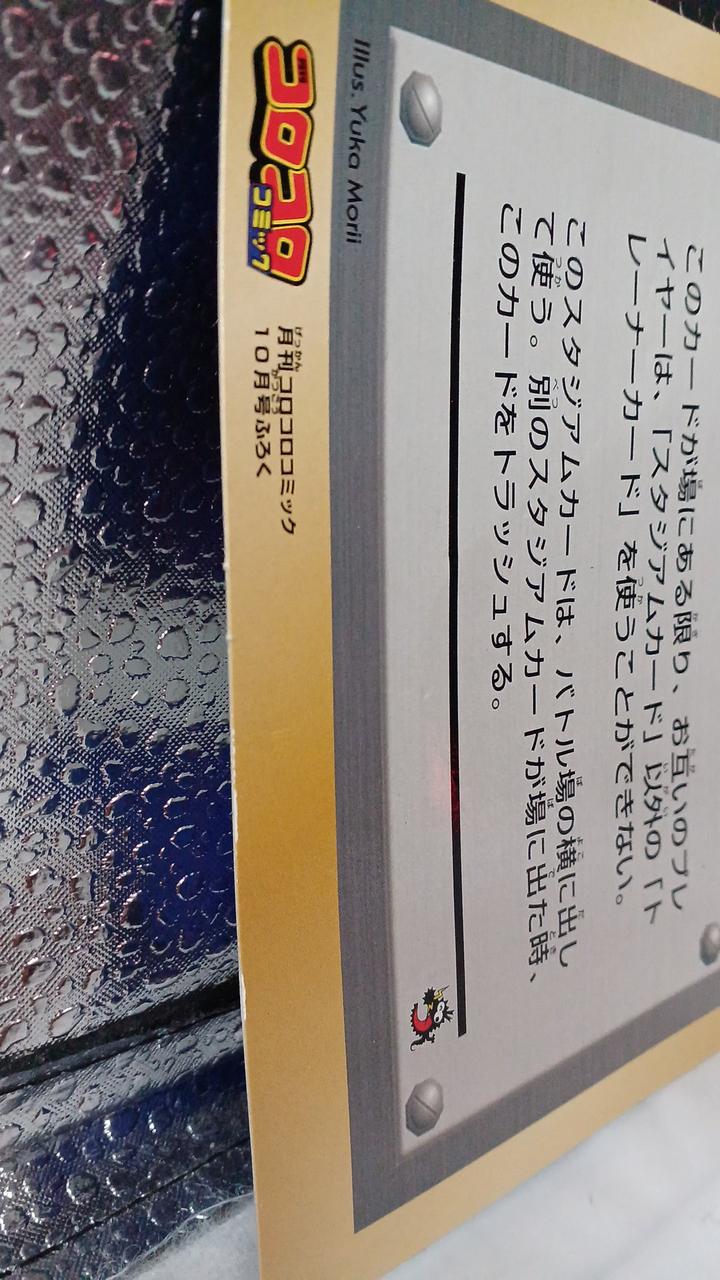 このカードが場にある限り、お互いのプレ
イヤーは、「スタジアムカード」以外の「ト
レーナーカード」を使うことができない。
このスタジアムカードは、バトル場の横に出し
て使う。別のスタジアムカードが場に出た時、
このカードをトラッシュする。
Illus. Yuka Morii
月刊
コロコロ
コミック
月刊コロコロコミック
10月号ふろく